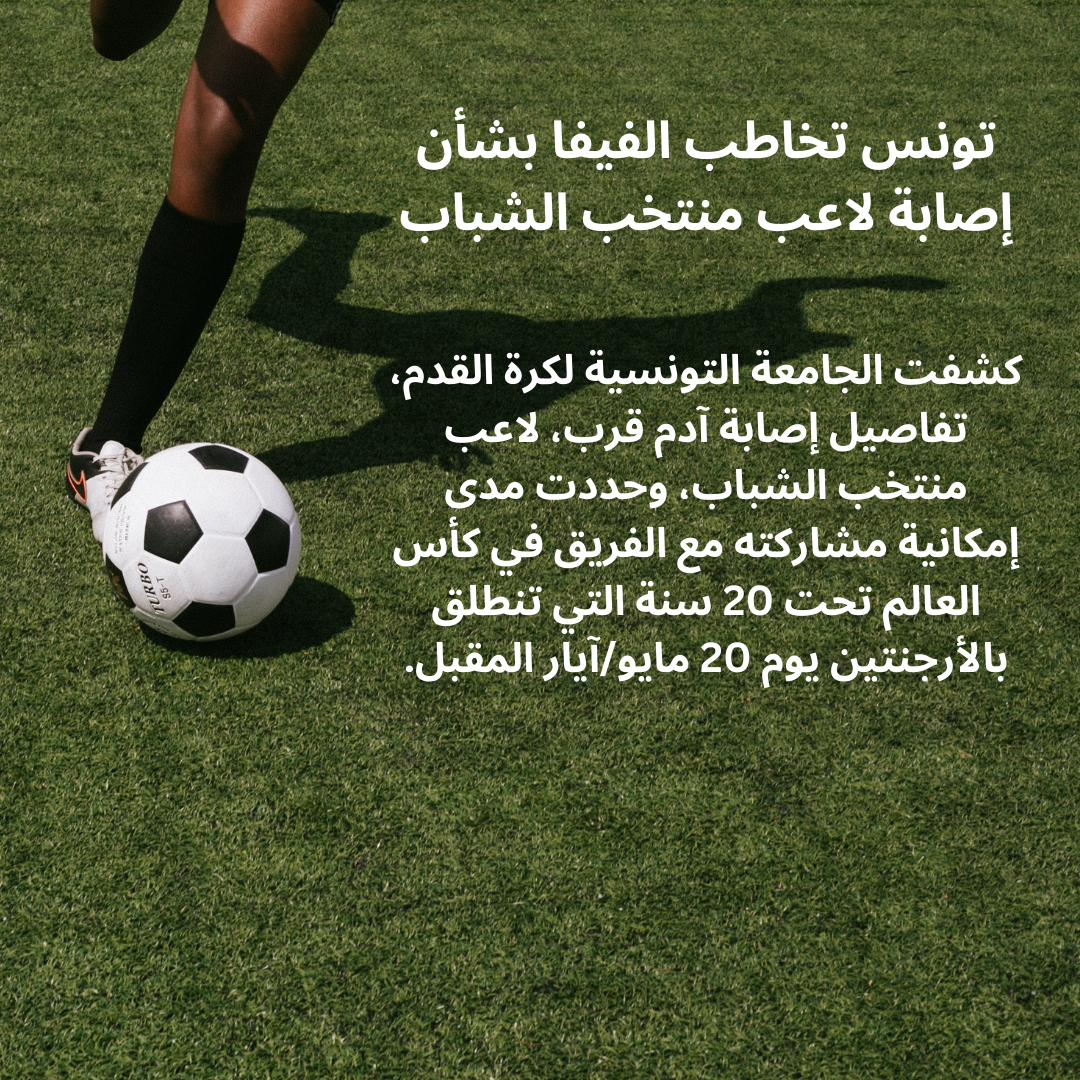 تونس تخاطب الفيفا بشأن
إصابة لاعب منتخب الشباب
كشفت الجامعة التونسية لكرة القدم،
تفاصيل إصابة آدم قرب، لاعب
منتخب الشباب، وحددت مدى
إمكانية مشاركته مع الفريق في كأس
العالم تحت 20 سنة التي تنطلق
بالأرجنتين يوم 20 مايو/آيار المقبل.
TURBO
S5-T